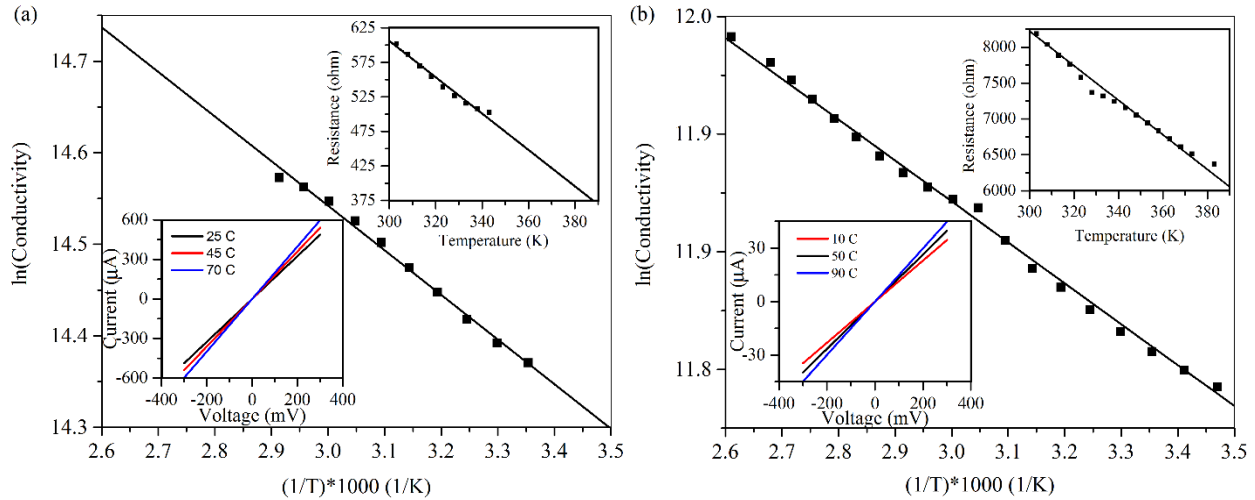 (a)
ln(Conductivity)
14.7
14.6
14.5
14.4
14.3
2.6 2.7 2.8 2.9 3.0 3.1 3.2 3.3 3.4 3.5
(1/T)*1000 (1/K)
Resistance (ohm)
625
575
525
475
425
375
300 320 340 360 380
Temperature (K)
Current (μA)
600
300
0
-300
-600
25 C
45 C
70 C
-400 -200 0 200 400
Voltage (mV)
(b)
ln(Conductivity)
12.0
11.9
11.9
11.8
2.6 2.7 2.8 2.9 3.0 3.1 3.2 3.3 3.4 3.5
(1/T)*1000 (1/K)
Resistance (ohm)
8000
7500
7000
6500
6000
300 320 340 360 380
Temperature (K)
Current (μA)
30
0
-30
10 C
50 C
90 C
-400 -200 0 200 400
Voltage (mV)